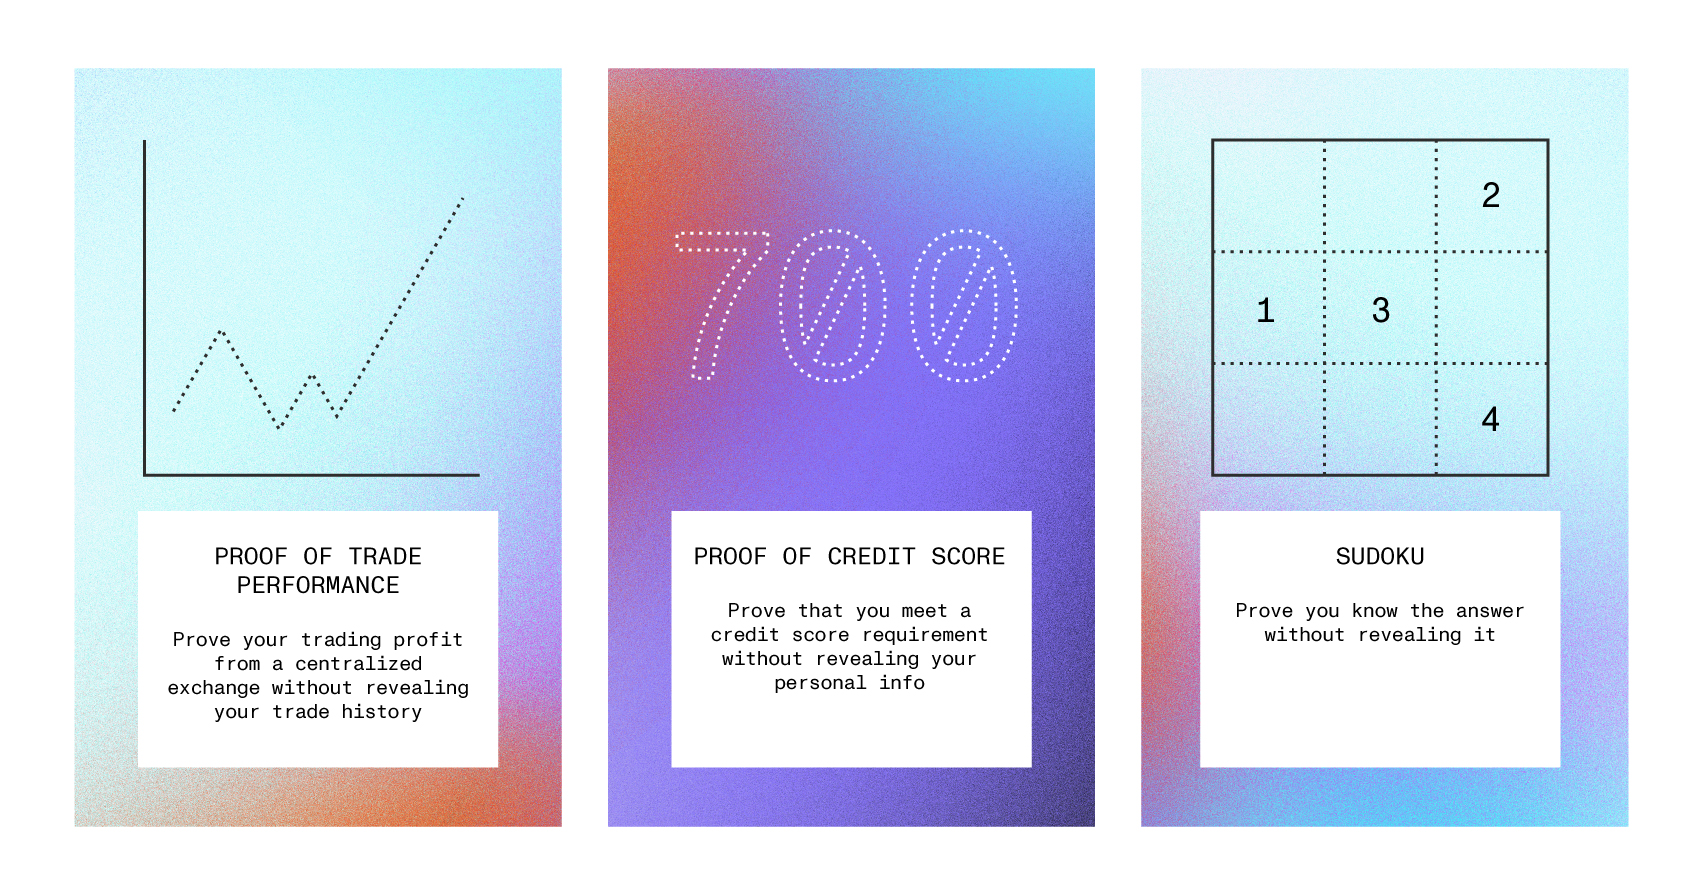 PROOF OF TRADE
PERFORMANCE
Prove your trading profit
from a centralized
exchange without revealing
your trade history
700
PROOF OF CREDIT SCORE
Prove that you meet a
credit score requirement
without revealing your
personal info
2
1 3
4
SUDOKU
Prove you know the answer
without revealing it